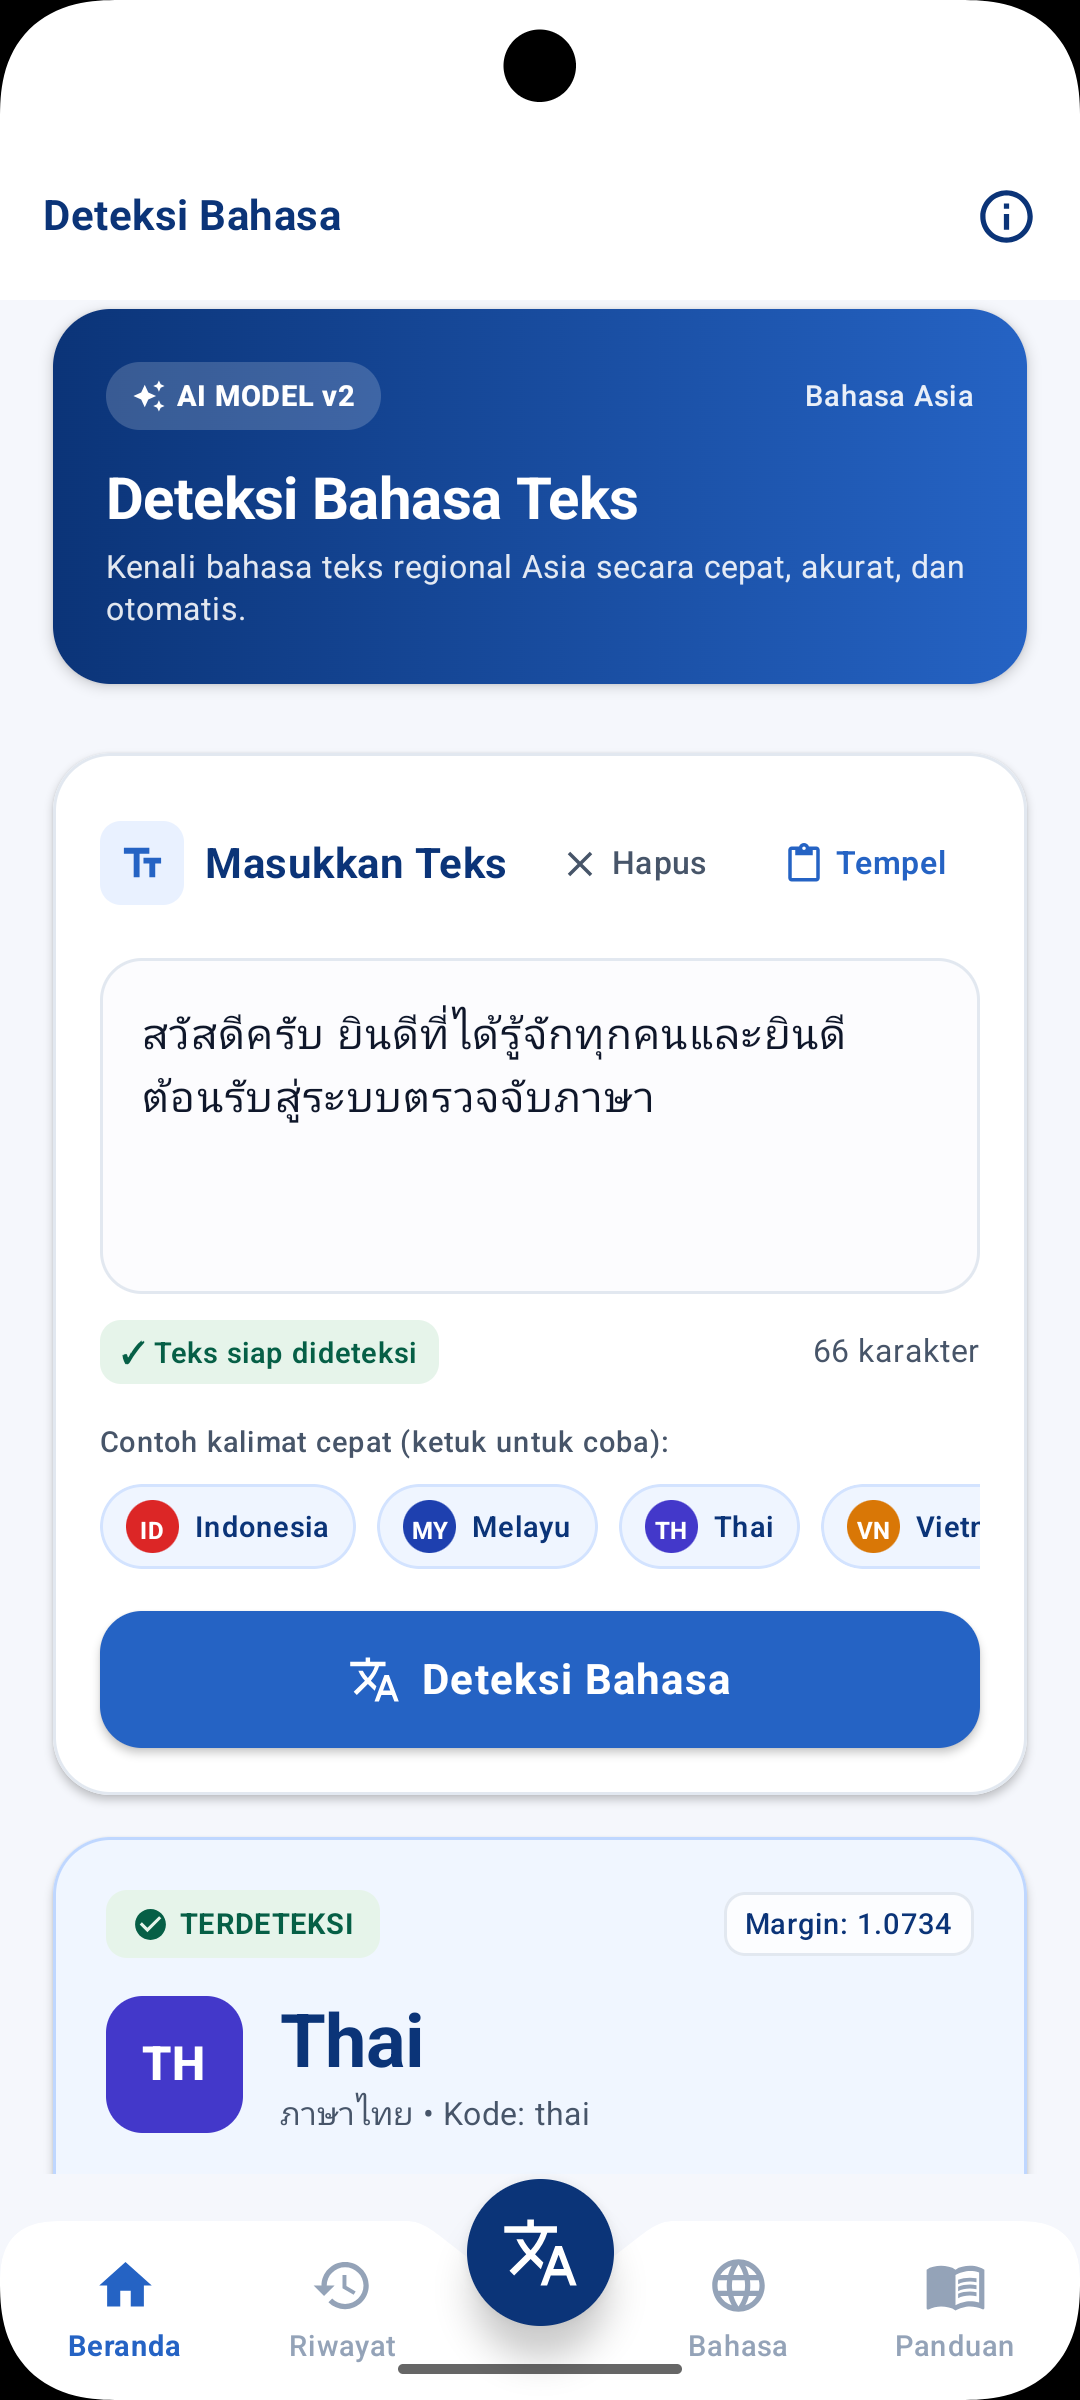 Deteksi Bahasa
AI MODEL v2
Bahasa Asia
Deteksi Bahasa Teks
Kenali bahasa teks regional Asia secara cepat, akurat, dan
otomatis.
Masukkan Teks
Hapus
Tempel
สวัสดีครับ ยินดีที่ได้รู้จักทุกคนและยินดี
ต้อนรับสู่ระบบตรวจจับภาษา
✓ Teks siap dideteksi
66 karakter
Contoh kalimat cepat (ketuk untuk coba):
ID Indonesia
MY Melayu
TH Thai
VN Vietn
Deteksi Bahasa
TERDETEKSI
Margin: 1.0734
TH
Thai
ภาษาไทย • Kode: thai
Beranda
Riwayat
Bahasa
Panduan